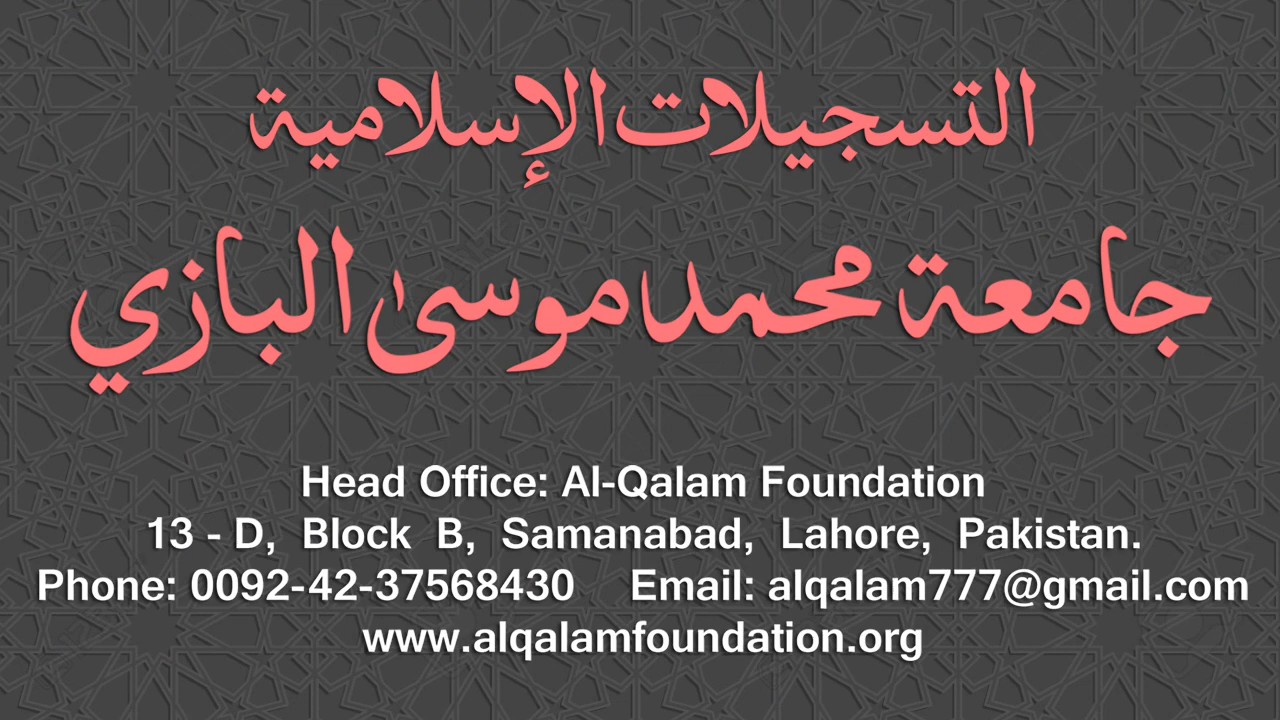 التسجيلات الإسلامية
جامعة محمد موسىٰ البازي
Head Office: Al-Qalam Foundation
13 - D, Block B, Samanabad, Lahore, Pakistan.
Phone: 0092-42-37568430 Email: alqalam777@gmail.com
www.alqalamfoundation.org